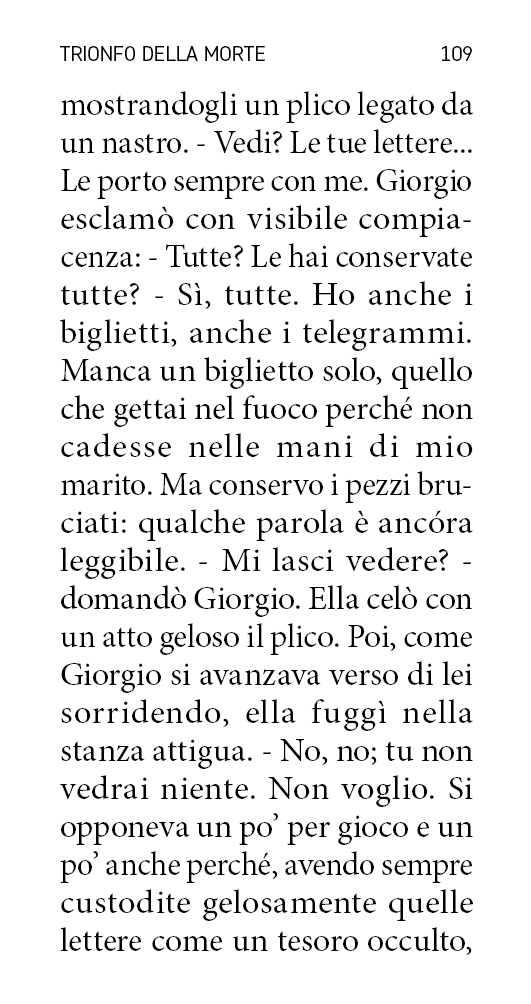 TRIONFO DELLA MORTE 109
mostrandogli un plico legato da
un nastro. - Vedi? Le tue lettere...
Le porto sempre con me. Giorgio
esclamò con visibile compia-
cenza: - Tutte? Le hai conservate
tutte? - Sì, tutte. Ho anche i
biglietti, anche i telegrammi.
Manca un biglietto solo, quello
che gettai nel fuoco perché non
cadesse nelle mani di mio
marito. Ma conservo i pezzi bru-
ciati: qualche parola è ancóra
leggibile. - Mi lasci vedere? -
domandò Giorgio. Ella celò con
un atto geloso il plico. Poi, come
Giorgio si avanzava verso di lei
sorridendo, ella fuggì nella
stanza attigua. - No, no; tu non
vedrai niente. Non voglio. Si
opponeva un po’ per gioco e un
po’ anche perché, avendo sempre
custodite gelosamente quelle
lettere come un tesoro occulto,